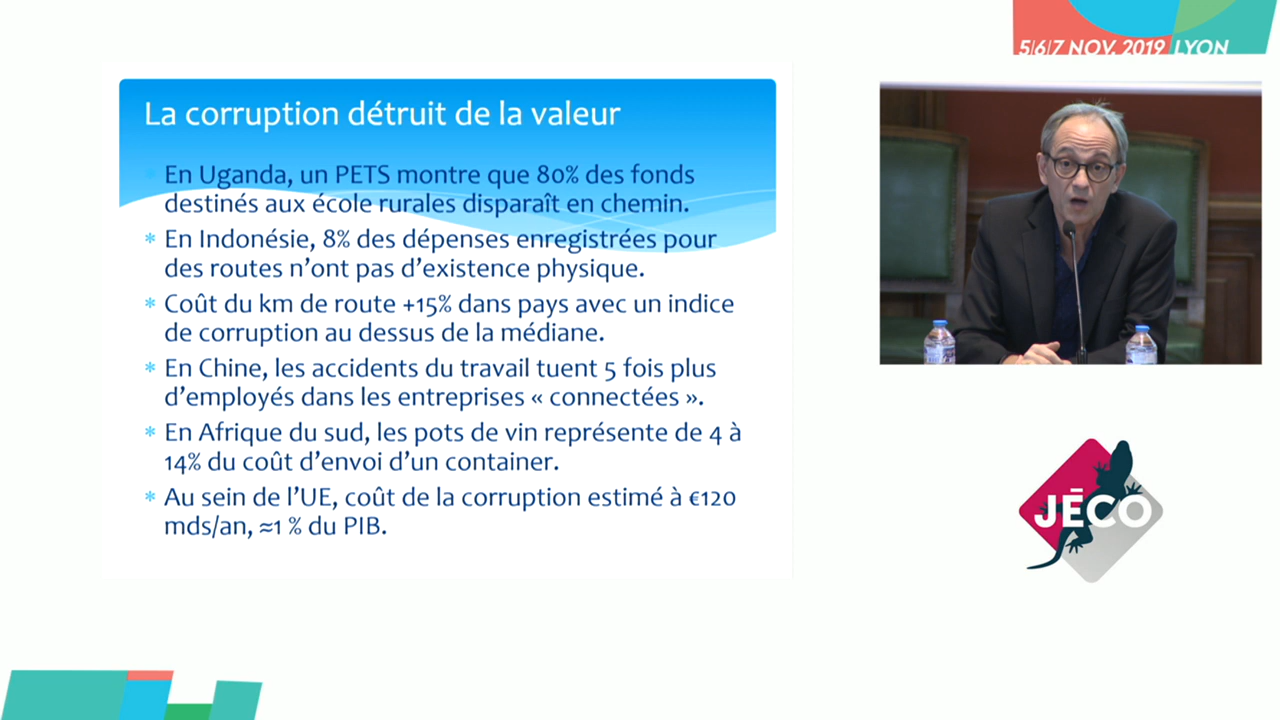 5/6/7 NOV. 2019 LYON
La corruption détruit de la valeur
En Uganda, un PETS montre que 80% des fonds
destinés aux école rurales disparaît en chemin.
* En Indonésie, 8% des dépenses enregistrées pour
des routes n'ont pas d'existence physique.
* Coût du km de route +15% dans pays avec un indice
de corruption au dessus de la médiane.
* En Chine, les accidents du travail tuent 5 fois plus
d'employés dans les entreprises « connectées ».
* En Afrique du sud, les pots de vin représente de 4 à
14% du coût d'envoi d'un container.
* Au sein de l'UE, coût de la corruption estimé à €120
mds/an, ≈1 % du PIB.
JĒCO